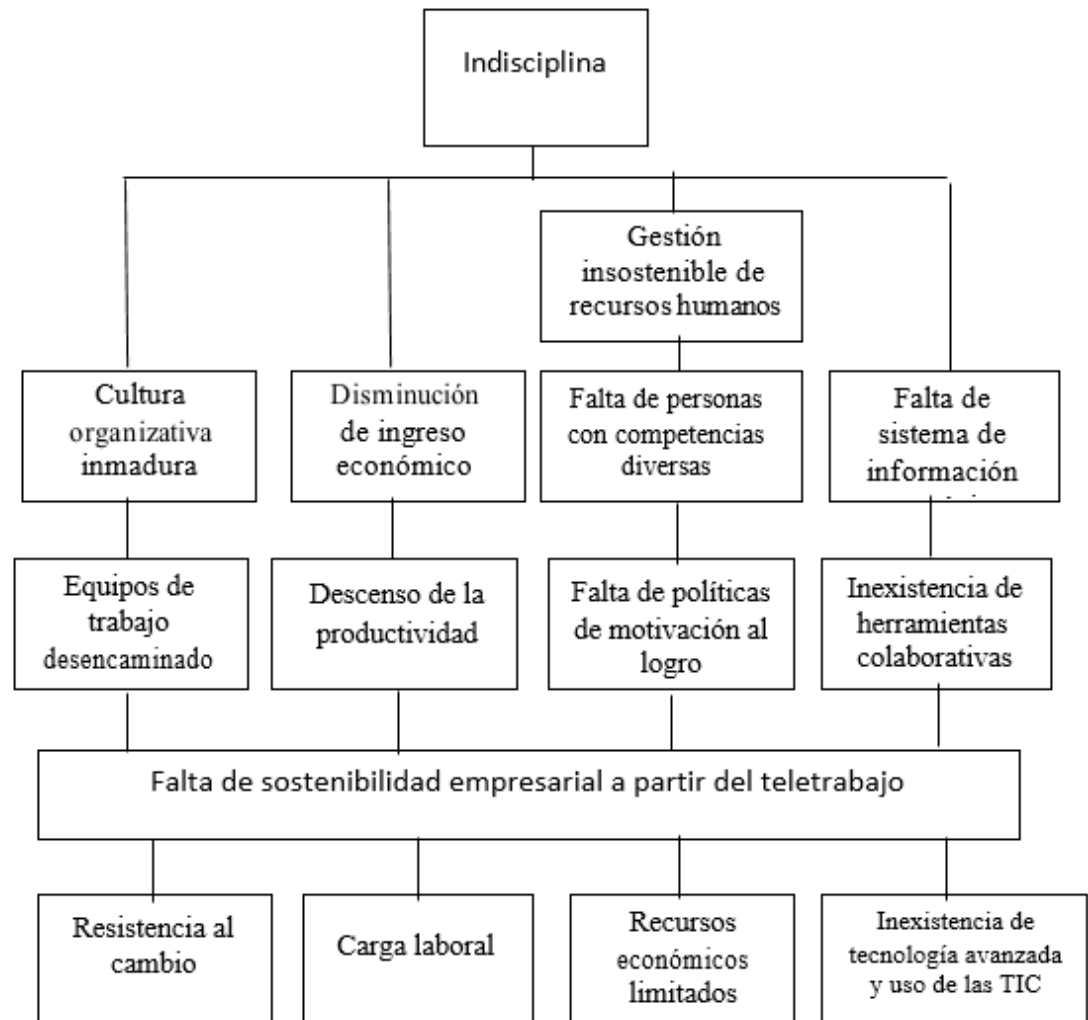 Indisciplina
Gestión
insostenible de
recursos humanos
Cultura
organizativa
inmadura
Disminución
de ingreso
económico
Falta de personas
con competencias
diversas
Falta de
sistema de
información
Equipos de
trabajo
desencaminado
Descenso de la
productividad
Falta de políticas
de motivación al
logro
Inexistencia de
herramientas
colaborativas
Falta de sostenibilidad empresarial a partir del teletrabajo
Resistencia al
cambio
Carga laboral
Recursos
económicos
limitados
Inexistencia de
tecnología avanzada
y uso de las TIC